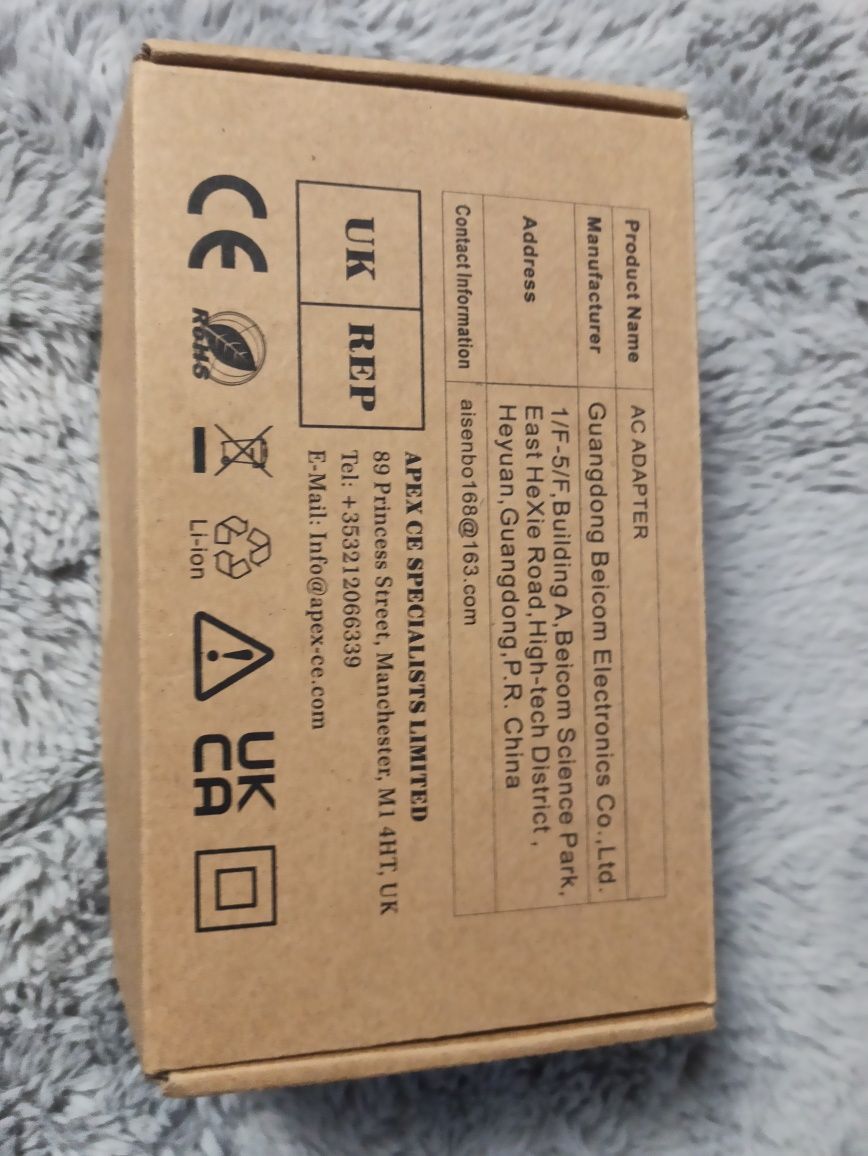 Product Name AC ADAPTER
Manufacturer Guangdong Beicom Electronics Co.,Ltd.
Address 1/F-5/F,Building A,Beicom Science Park,
East HeXie Road,High-tech District ,
Heyuan,Guangdong,P.R. China
Contact Information aisenbo168@163.com
UK REP
APEX CE SPECIALISTS LIMITED
89 Princess Street, Manchester, M1 4HT, UK
Tel: +353212066339
E-Mail: Info@apex-ce.com
CE
RoHS
Li-ion
UK
CA